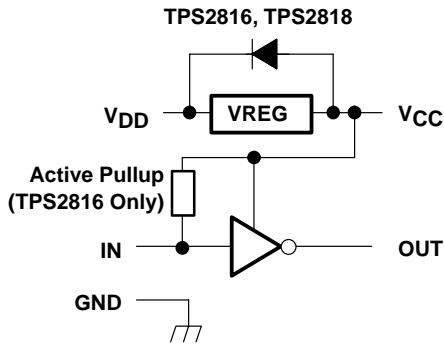 TPS2816, TPS2818
VDD
VREG
VCC
Active Pullup
(TPS2816 Only)
IN
OUT
GND